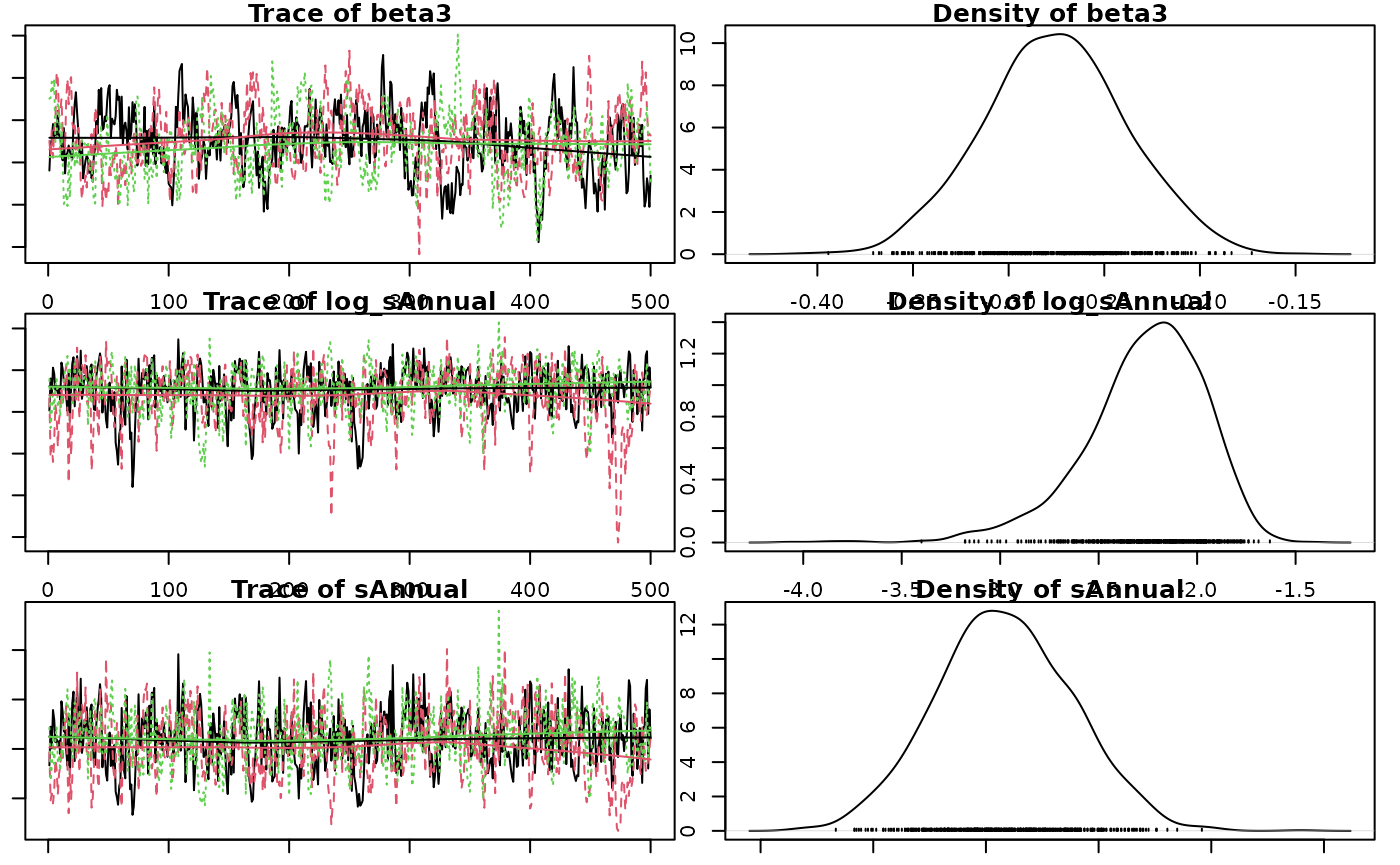 Trace of beta3
Density of beta3
0 2 4 6 8 10
0 100 200 300 400 500
-0.40 -0.35 -0.30 -0.25 -0.20 -0.15
Trace of log_sAnnual
Density of log_sAnnual
0.0 0.4 0.8 1.2
0 100 200 300 400 500
-4.0 -3.5 -3.0 -2.5 -2.0 -1.5
Trace of sAnnual
Density of sAnnual
0 2 4 6 8 12